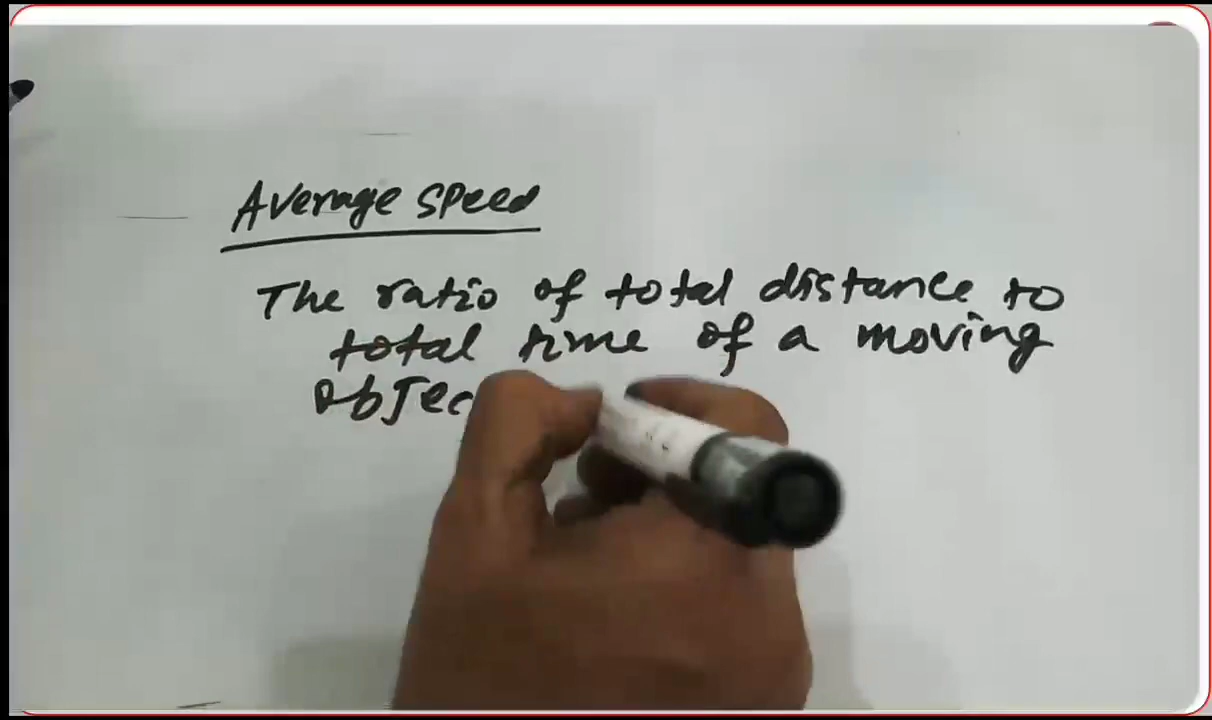 Average speed
The ratio of total distance to
total time of a moving
objec